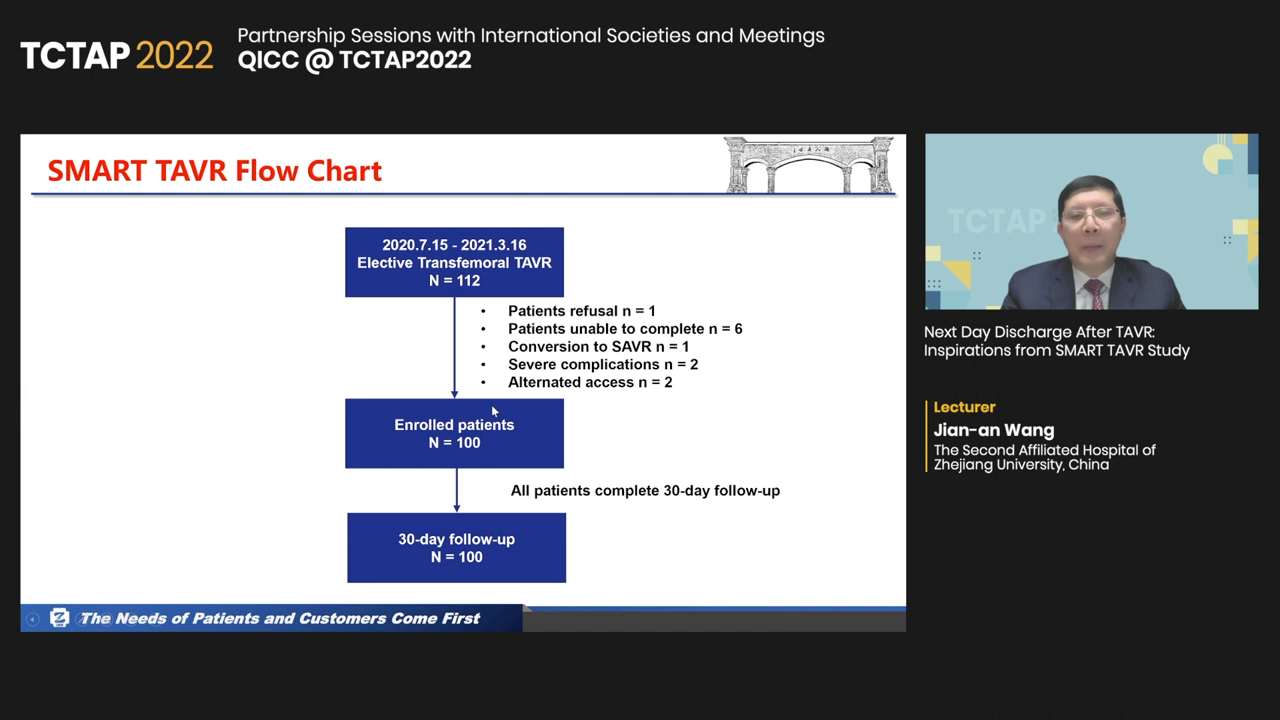 TCTAP 2022
Partnership Sessions with International Societies and Meetings
QICC @ TCTAP2022
SMART TAVR Flow Chart
2020.7.15 - 2021.3.16
Elective Transfemoral TAVR
N = 112
• Patients refusal n = 1
• Patients unable to complete n = 6
• Conversion to SAVR n = 1
• Severe complications n = 2
• Alternated access n = 2
Enrolled patients
N = 100
All patients complete 30-day follow-up
30-day follow-up
N = 100
The Needs of Patients and Customers Come First
TCTAP
Next Day Discharge After TAVR:
Inspirations from SMART TAVR Study
Lecturer
Jian-an Wang
The Second Affiliated Hospital of
Zhejiang University, China